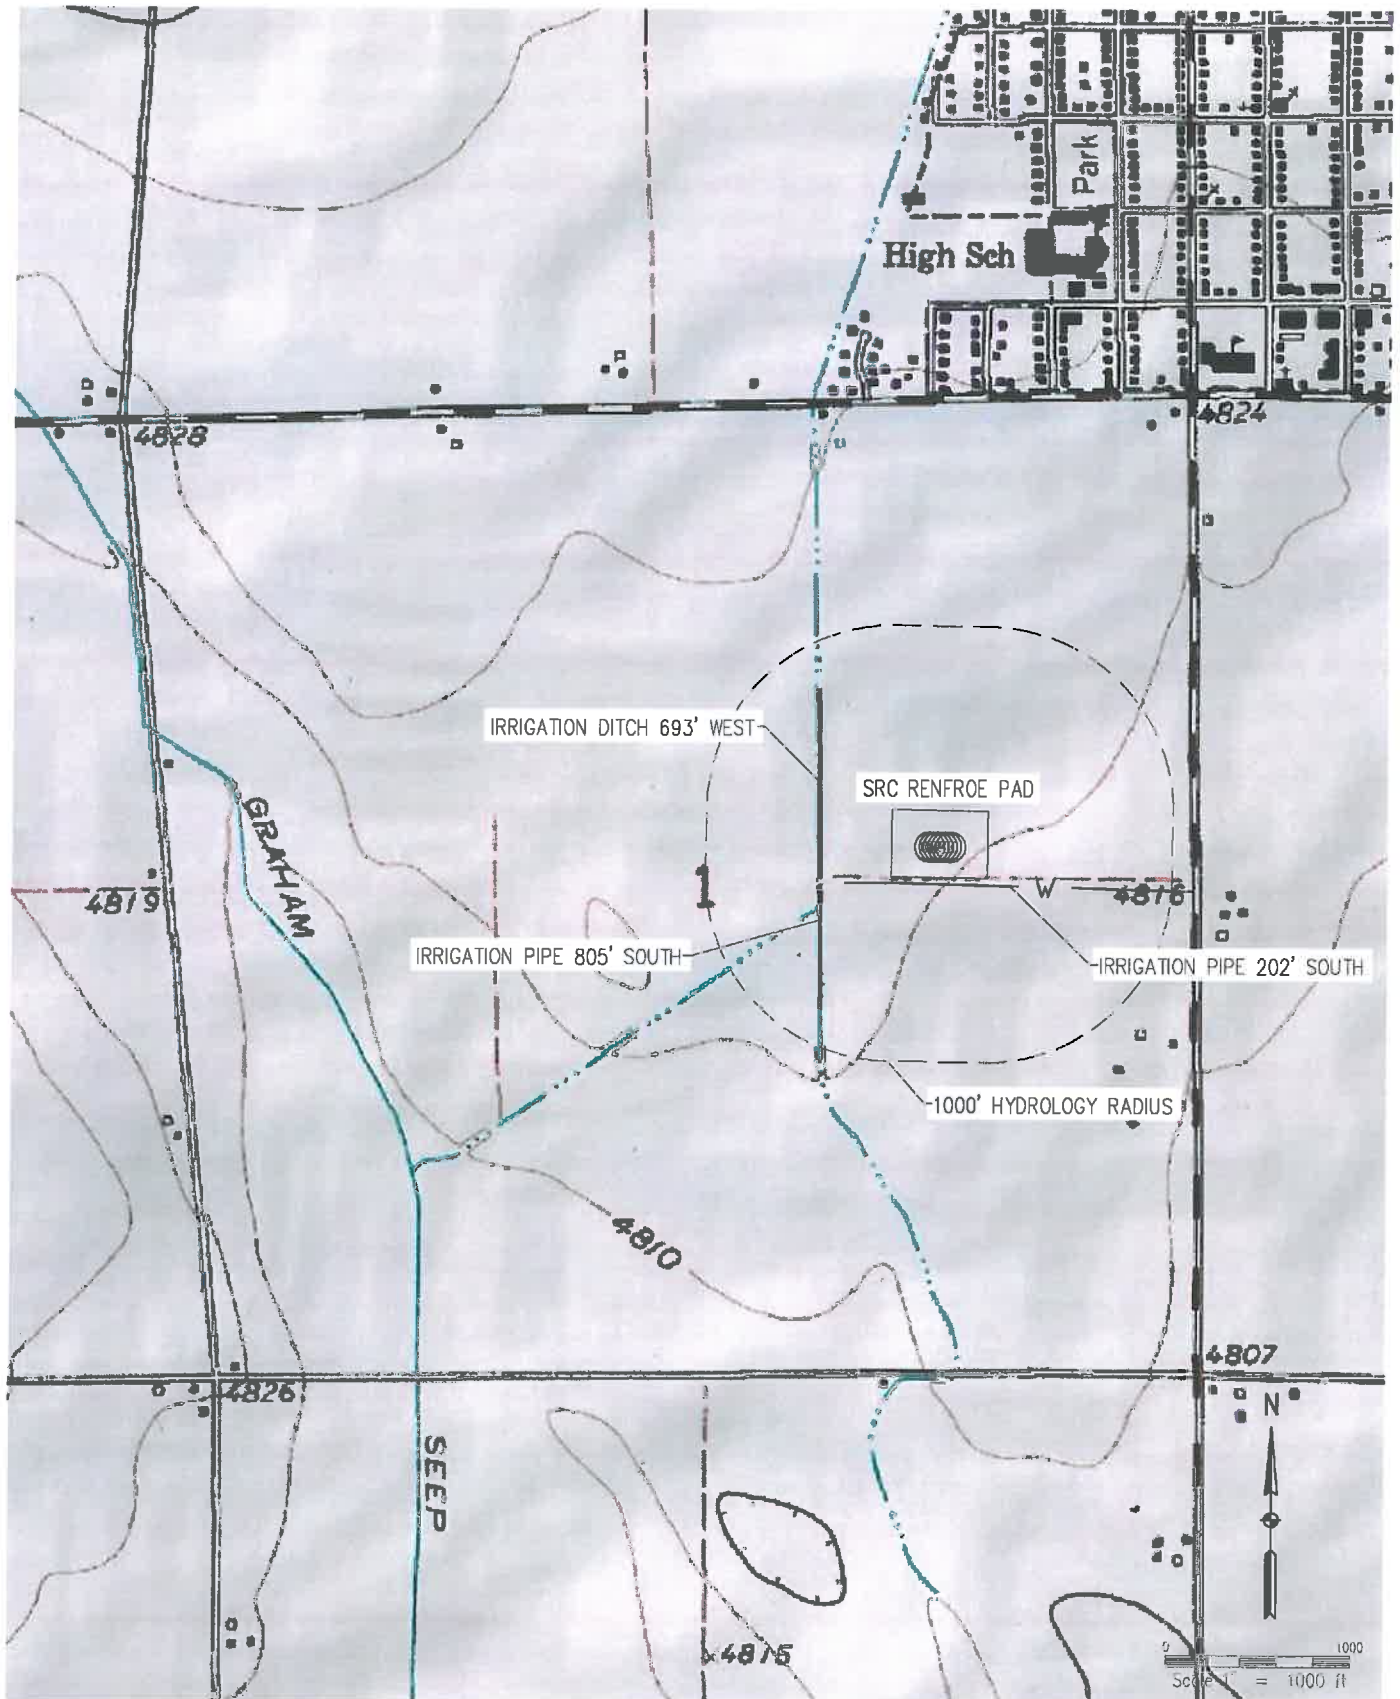 Park
High Sch
4828
4824
IRRIGATION DITCH 693' WEST
SRC RENFROE PAD
GRAHAM
4819
W
4816
IRRIGATION PIPE 805' SOUTH
IRRIGATION PIPE 202' SOUTH
1000' HYDROLOGY RADIUS
4810
4807
4826
N
SEEP
4815
0 1000
Scale 1" = 1000 ft